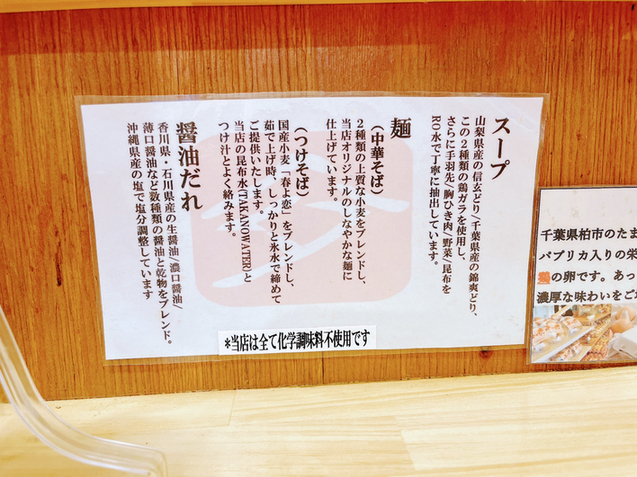 スープ
山梨県産の信玄どり/千葉県産の錦爽どり、
この2種類の鶏ガラを使用し、
さらに手羽先/胸ひき肉/野菜/昆布を
RO水で丁寧に抽出しています。
麺
(中華そば)
2種類の上質な小麦をブレンドし、
当店オリジナルのしなやかな麺に
仕上げています。
(つけそば)
国産小麦「春よ恋」をブレンドし、
茹で上げ時、しっかりと氷水で締めて
ご提供いたします。
当店の昆布水(TAKANOWATER)と
つけ汁とよく絡みます。
醤油だれ
香川県・石川県産の生醤油/濃口醤油/
薄口醤油など数種類の醤油と乾物をブレンド。
沖縄県産の塩で塩分調整しています
*当店は全て化学調味料不使用です
千葉県柏市のたま
パプリカ入りの栄
の卵です。あっ
濃厚な味わいをご